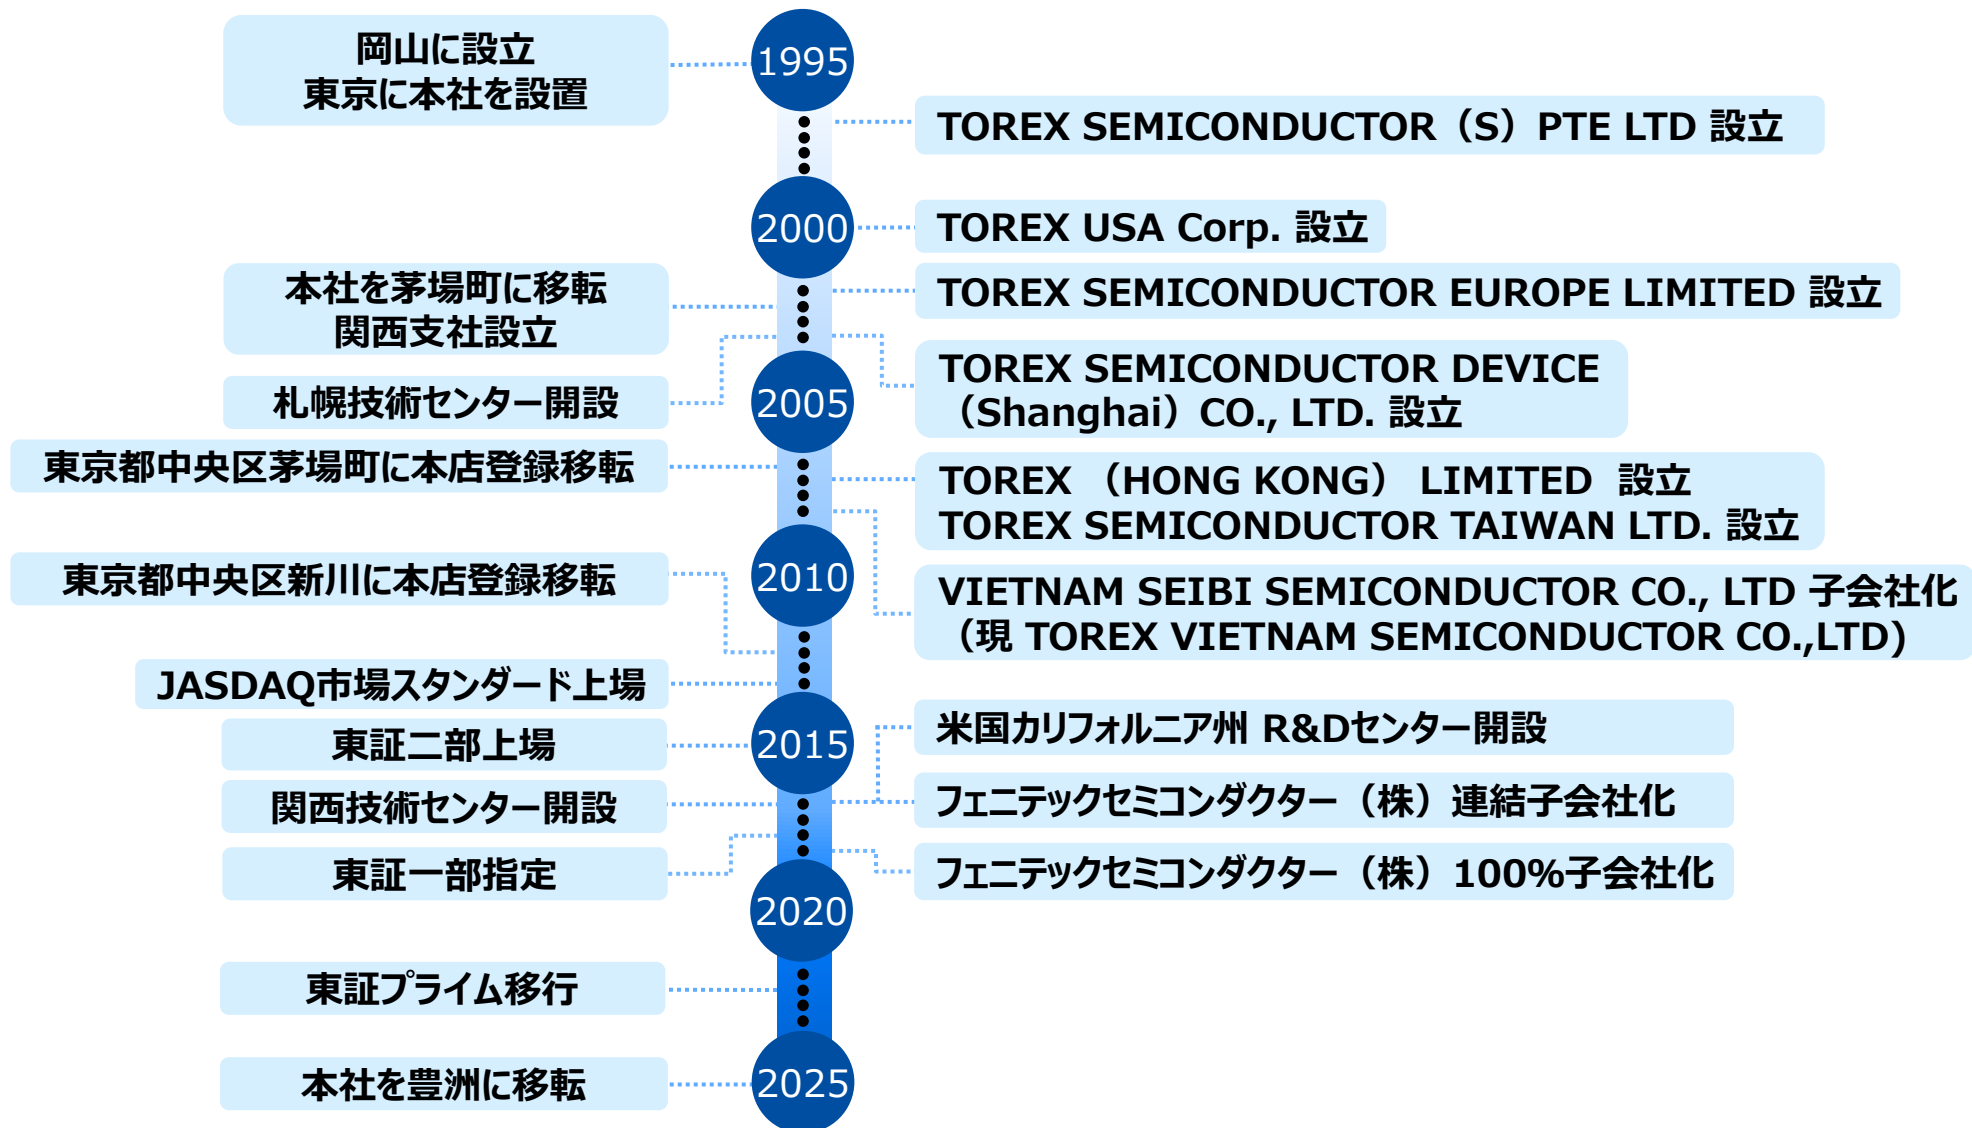 岡山に設立
東京に本社を設置
1995
TOREX SEMICONDUCTOR（S）PTE LTD 設立
2000
TOREX USA Corp. 設立
本社を茅場町に移転
関西支社設立
TOREX SEMICONDUCTOR EUROPE LIMITED 設立
札幌技術センター開設
2005
TOREX SEMICONDUCTOR DEVICE
（Shanghai）CO., LTD. 設立
東京都中央区茅場町に本店登録移転
TOREX （HONG KONG） LIMITED 設立
TOREX SEMICONDUCTOR TAIWAN LTD. 設立
東京都中央区新川に本店登録移転
2010
VIETNAM SEIBI SEMICONDUCTOR CO., LTD 子会社化
（現 TOREX VIETNAM SEMICONDUCTOR CO.,LTD)
JASDAQ市場スタンダード上場
東証二部上場
2015
米国カリフォルニア州 R&Dセンター開設
関西技術センター開設
フェニテックセミコンダクター（株）連結子会社化
東証一部指定
フェニテックセミコンダクター（株）100%子会社化
2020
東証プライム移行
本社を豊洲に移転
2025